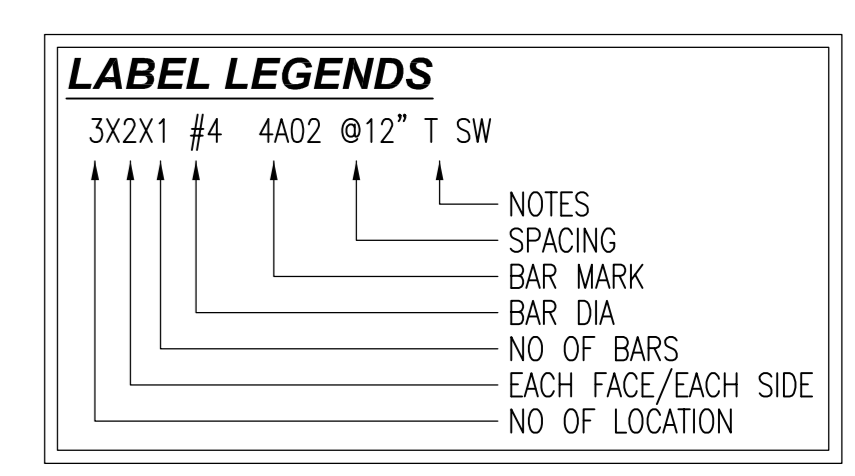 LABEL LEGENDS
3X2X1 #4 4A02 @12” T SW
NOTES
SPACING
BAR MARK
BAR DIA
NO OF BARS
EACH FACE/EACH SIDE
NO OF LOCATION